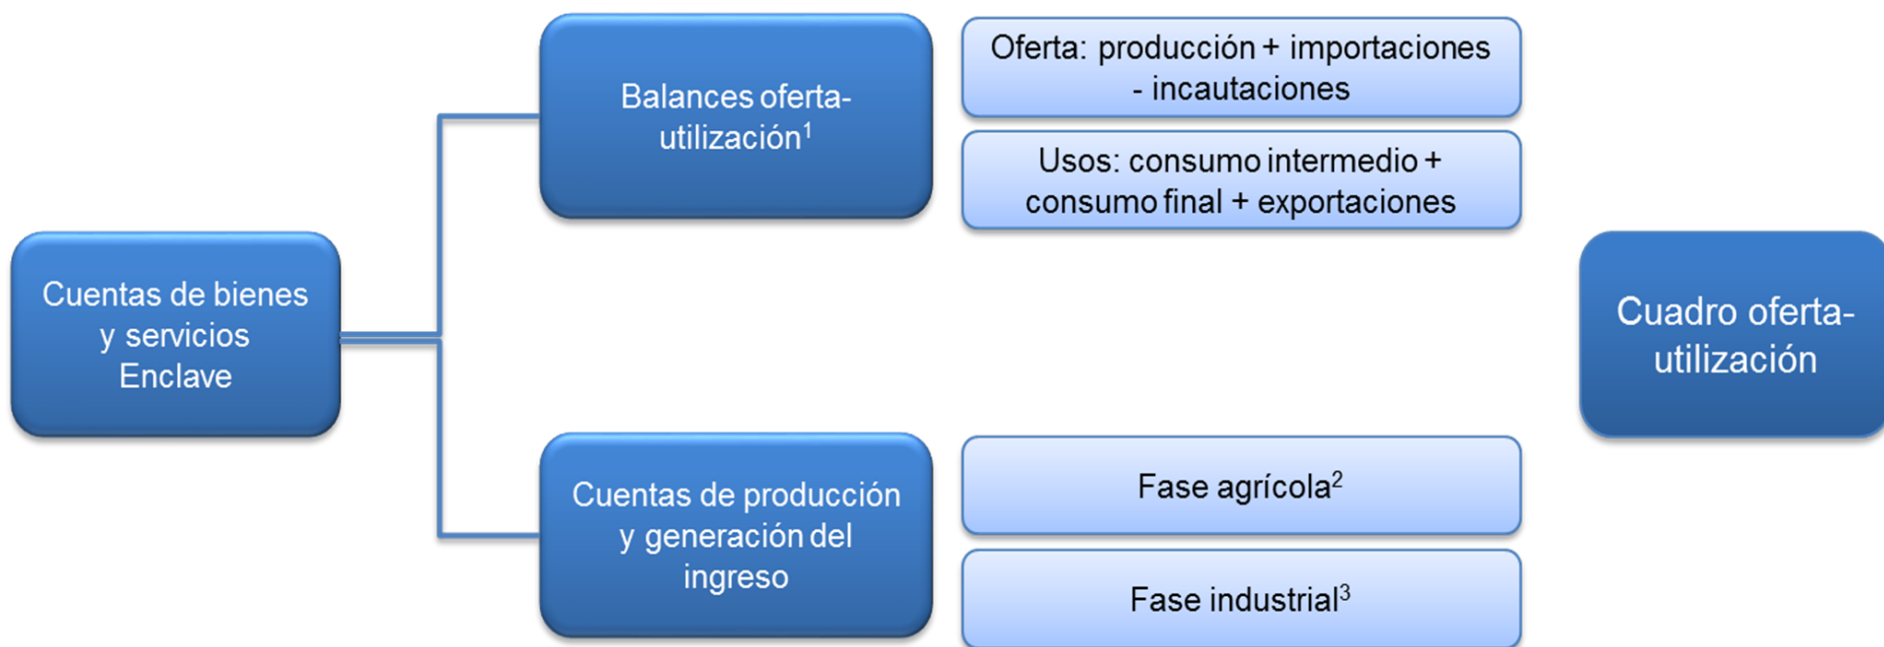 Cuentas de bienes
y servicios
Enclave
Balances oferta-
utilización¹
Oferta: producción + importaciones
- incautaciones
Usos: consumo intermedio +
consumo final + exportaciones
Cuentas de producción
y generación del
ingreso
Fase agrícola²
Fase industrial³
Cuadro oferta-
utilización